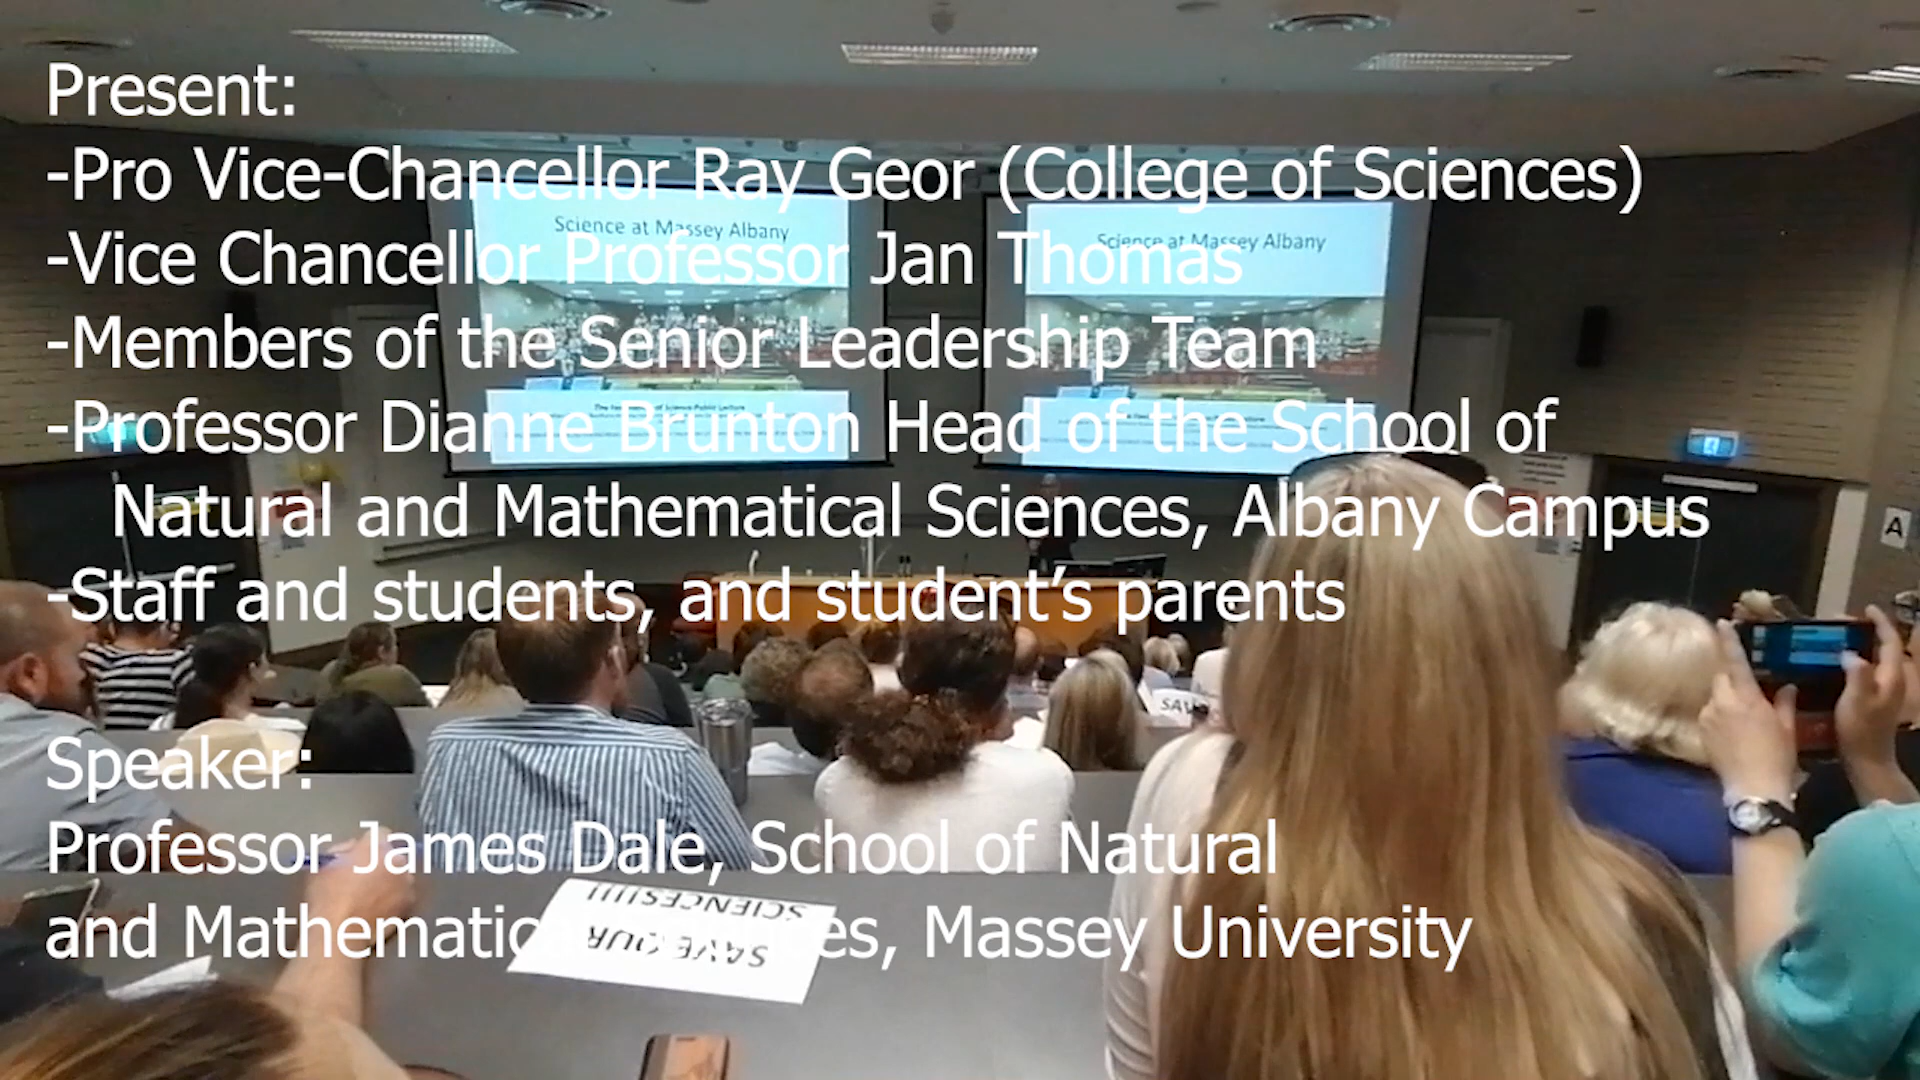 Present:
-Pro Vice-Chancellor Ray Geor (College of Sciences)
-Vice Chancellor Professor Jan Thomas
-Members of the Senior Leadership Team
-Professor Dianne Brunton Head of the School of
Natural and Mathematical Sciences, Albany Campus
-Staff and students, and student's parents
Speaker:
Professor James Dale, School of Natural
and Mathematical Sciences, Massey University
Science at Massey Albany
Science at Massey Albany
SAVE OUR
SCIENCES!!!!
SAV
A